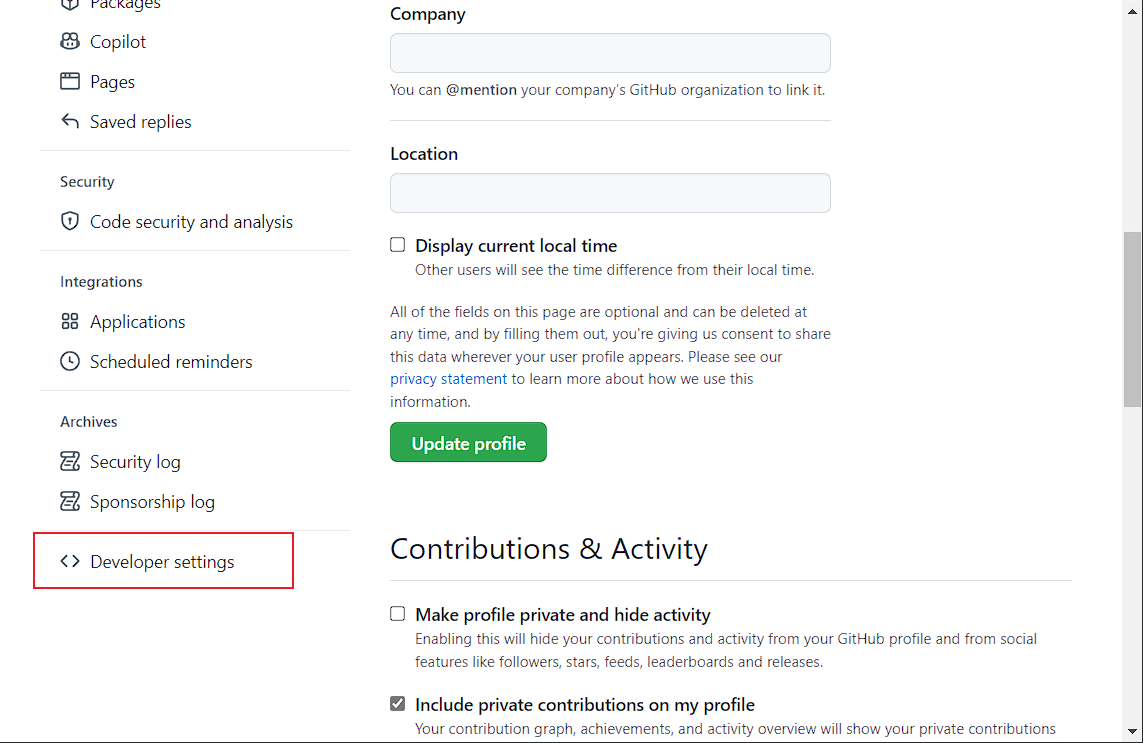 Packages
Copilot
Pages
Saved replies
Security
Code security and analysis
Integrations
Applications
Scheduled reminders
Archives
Security log
Sponsorship log
Developer settings
Company
You can @mention your company's GitHub organization to link it.
Location
Display current local time
Other users will see the time difference from their local time.
All of the fields on this page are optional and can be deleted at
any time, and by filling them out, you're giving us consent to share
this data wherever your user profile appears. Please see our
privacy statement to learn more about how we use this
information.
Update profile
Contributions & Activity
Make profile private and hide activity
Enabling this will hide your contributions and activity from your GitHub profile and from social
features like followers, stars, feeds, leaderboards and releases.
Include private contributions on my profile
Your contribution graph, achievements, and activity overview will show your private contributions